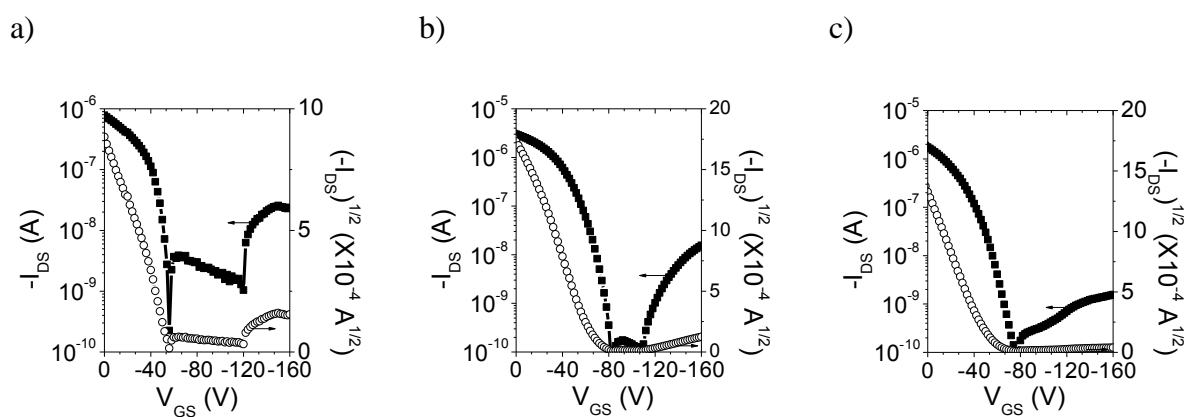 a)
b)
c)
10⁻⁶
10⁻⁷
10⁻⁸
10⁻⁹
10⁻¹⁰
-I_DS (A)
0 -40 -80 -120 -160
V_GS (V)
10
5
0
(-I_DS)^1/2 (X10⁻⁴ A^1/2)
10⁻⁵
10⁻⁶
10⁻⁷
10⁻⁸
10⁻⁹
10⁻¹⁰
-I_DS (A)
0 -40 -80 -120 -160
V_GS (V)
20
15
10
5
0
(-I_DS)^1/2 (X10⁻⁴ A^1/2)
10⁻⁵
10⁻⁶
10⁻⁷
10⁻⁸
10⁻⁹
10⁻¹⁰
-I_DS (A)
0 -40 -80 -120 -160
V_GS (V)
20
15
10
5
0
(-I_DS)^1/2 (X10⁻⁴ A^1/2)